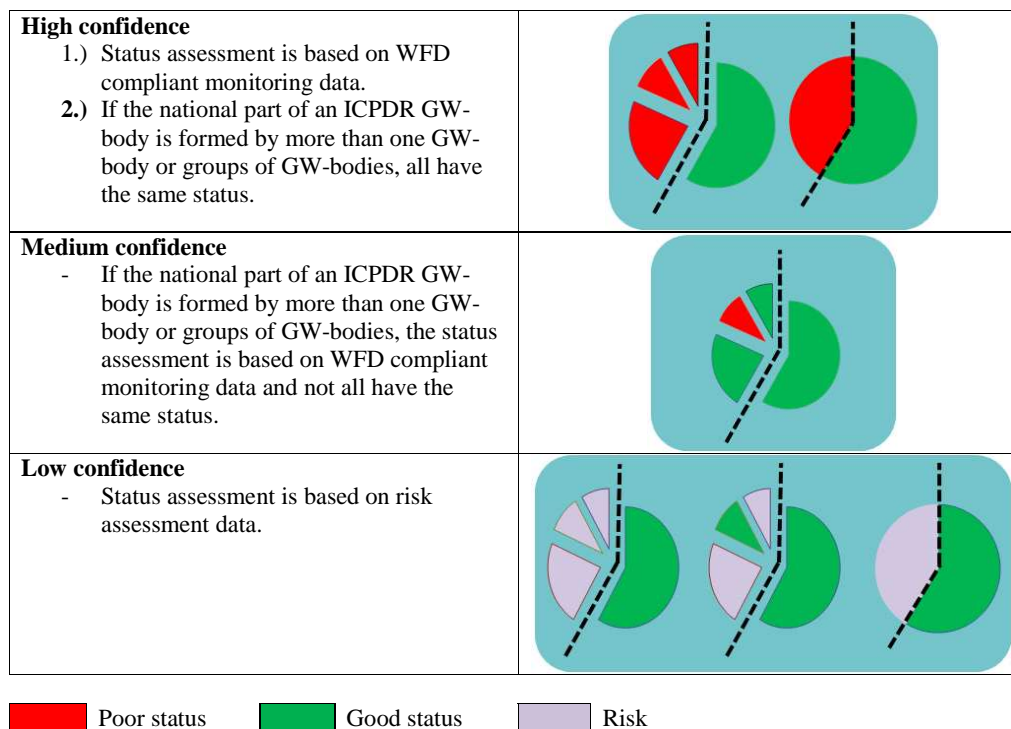 High confidence
1.) Status assessment is based on WFD
compliant monitoring data.
2.) If the national part of an ICPDR GW-
body is formed by more than one GW-
body or groups of GW-bodies, all have
the same status.
Medium confidence
- If the national part of an ICPDR GW-
body is formed by more than one GW-
body or groups of GW-bodies, the status
assessment is based on WFD compliant
monitoring data and not all have the
same status.
Low confidence
- Status assessment is based on risk
assessment data.
Poor status Good status Risk